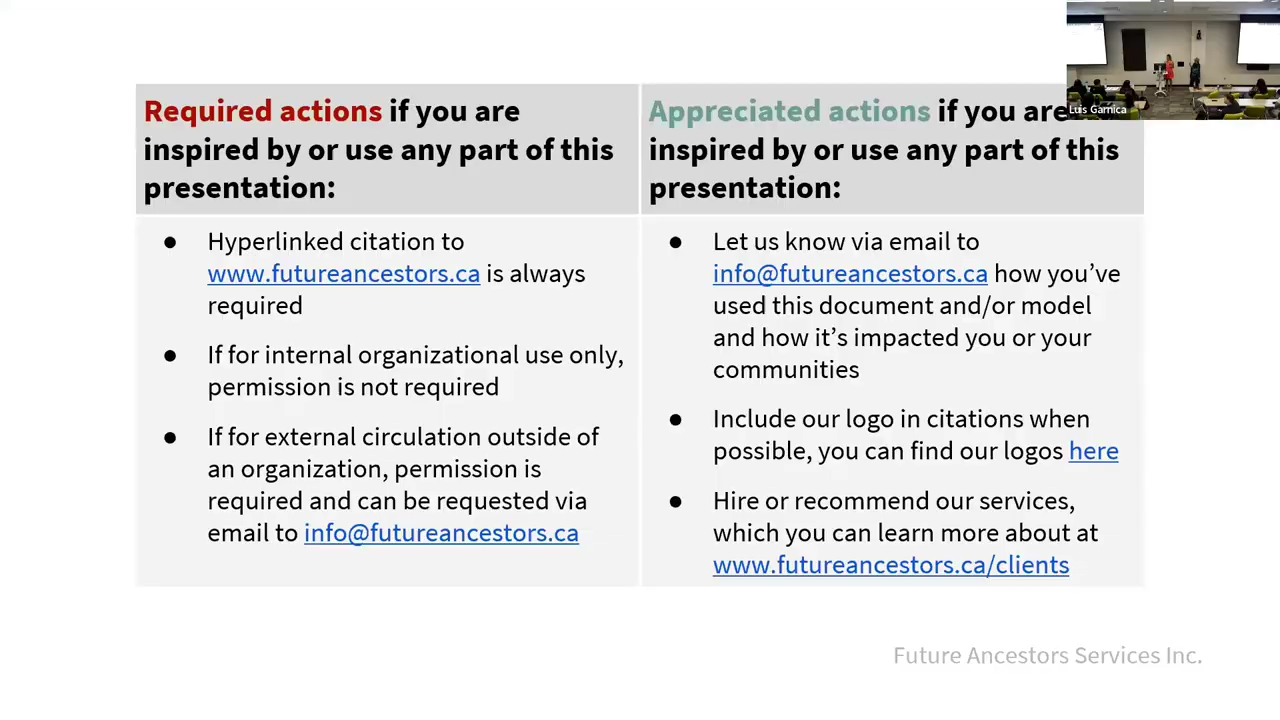 Required actions if you are
inspired by or use any part of this
presentation:
Appreciated actions if you are
inspired by or use any part of this
presentation:
● Hyperlinked citation to
www.futureancestors.ca is always
required
● If for internal organizational use only,
permission is not required
● If for external circulation outside of
an organization, permission is
required and can be requested via
email to info@futureancestors.ca
● Let us know via email to
info@futureancestors.ca how you’ve
used this document and/or model
and how it’s impacted you or your
communities
● Include our logo in citations when
possible, you can find our logos here
● Hire or recommend our services,
which you can learn more about at
www.futureancestors.ca/clients
Luis Garnica
Future Ancestors Services Inc.